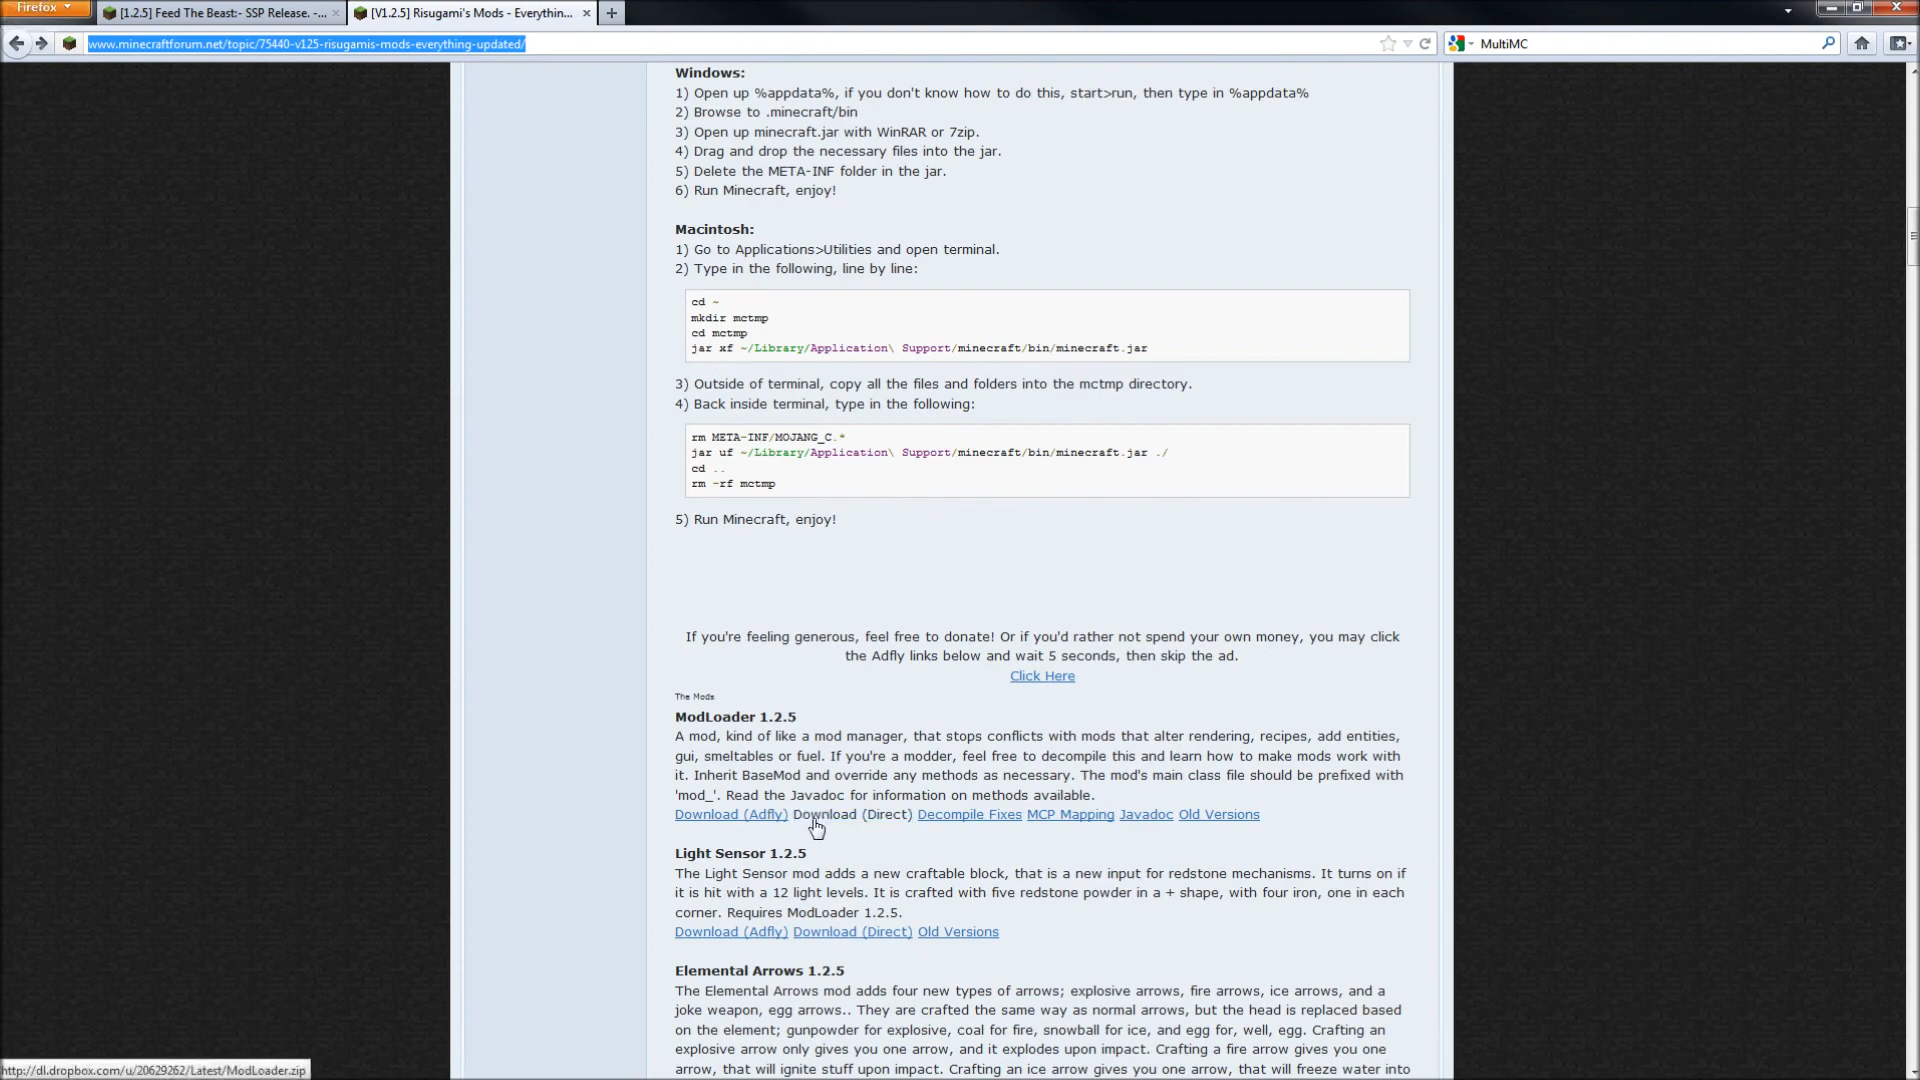 Firefox
[1.2.5] Feed The Beast:- SSP Release. -...
[V1.2.5] Risugami's Mods - Everythin...
www.minecraftforum.net/topic/75440-v125-risugamis-mods-everything-updated/
MultiMC
Windows:
1) Open up %appdata%, if you don't know how to do this, start>run, then type in %appdata%
2) Browse to .minecraft/bin
3) Open up minecraft.jar with WinRAR or 7zip.
4) Drag and drop the necessary files into the jar.
5) Delete the META-INF folder in the jar.
6) Run Minecraft, enjoy!
Macintosh:
1) Go to Applications>Utilities and open terminal.
2) Type in the following, line by line:
cd ~
mkdir mctmp
cd mctmp
jar xf ~/Library/Application\ Support/minecraft/bin/minecraft.jar
3) Outside of terminal, copy all the files and folders into the mctmp directory.
4) Back inside terminal, type in the following:
rm META-INF/MOJANG_C.*
jar uf ~/Library/Application\ Support/minecraft/bin/minecraft.jar ./
cd ..
rm -rf mctmp
5) Run Minecraft, enjoy!
If you're feeling generous, feel free to donate! Or if you'd rather not spend your own money, you may click
the Adfly links below and wait 5 seconds, then skip the ad.
Click Here
The Mods
ModLoader 1.2.5
A mod, kind of like a mod manager, that stops conflicts with mods that alter rendering, recipes, add entities,
gui, smeltables or fuel. If you're a modder, feel free to decompile this and learn how to make mods work with
it. Inherit BaseMod and override any methods as necessary. The mod's main class file should be prefixed with
'mod_'. Read the Javadoc for information on methods available.
Download (Adfly) Download (Direct) Decompile Fixes MCP Mapping Javadoc Old Versions
Light Sensor 1.2.5
The Light Sensor mod adds a new craftable block, that is a new input for redstone mechanisms. It turns on if
it is hit with a 12 light levels. It is crafted with five redstone powder in a + shape, with four iron, one in each
corner. Requires ModLoader 1.2.5.
Download (Adfly) Download (Direct) Old Versions
Elemental Arrows 1.2.5
The Elemental Arrows mod adds four new types of arrows; explosive arrows, fire arrows, ice arrows, and a
joke weapon, egg arrows.. They are crafted the same way as normal arrows, but the head is replaced based
on the element; gunpowder for explosive, coal for fire, snowball for ice, and egg for, well, egg. Crafting an
explosive arrow only gives you one arrow, and it explodes upon impact. Crafting a fire arrow gives you one
arrow, that will ignite stuff upon impact. Crafting an ice arrow gives you one arrow, that will freeze water into
http://dl.dropbox.com/u/20629262/Latest/ModLoader.zip